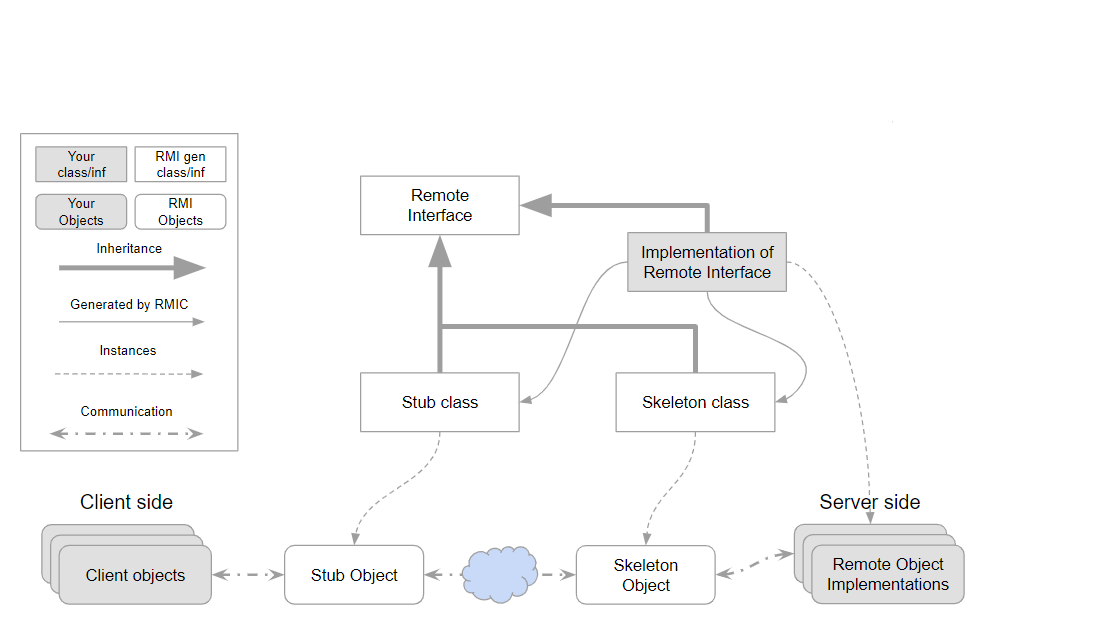 Your
class/inf
RMI gen
class/inf
Your
Objects
RMI
Objects
Inheritance
Generated by RMIC
Instances
Communication
Remote
Interface
Implementation of
Remote Interface
Stub class
Skeleton class
Client side
Server side
Client objects
Stub Object
Skeleton
Object
Remote Object
Implementations